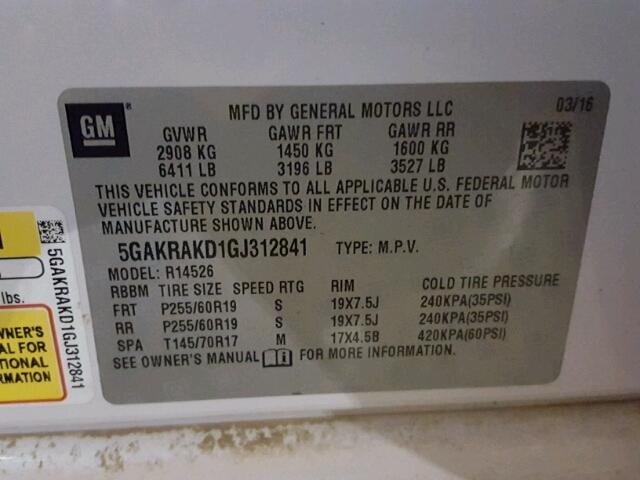 GM
MFD BY GENERAL MOTORS LLC 03/16
GVWR GAWR FRT GAWR RR
2908 KG 1450 KG 1600 KG
6411 LB 3196 LB 3527 LB
THIS VEHICLE CONFORMS TO ALL APPLICABLE U.S. FEDERAL MOTOR
VEHICLE SAFETY STANDARDS IN EFFECT ON THE DATE OF
MANUFACTURE SHOWN ABOVE.
5GAKRAKD1GJ312841 TYPE: M.P.V.
MODEL: R14526
RBBM TIRE SIZE SPEED RTG RIM COLD TIRE PRESSURE
FRT P255/60R19 S 19X7.5J 240KPA(35PSI)
RR P255/60R19 S 19X7.5J 240KPA(35PSI)
SPA T145/70R17 M 17X4.5B 420KPA(60PSI)
SEE OWNER'S MANUAL FOR MORE INFORMATION.
lbs.
WNER'S
AL FOR
TIONAL
RMATION
5GAKRAKD1GJ312841